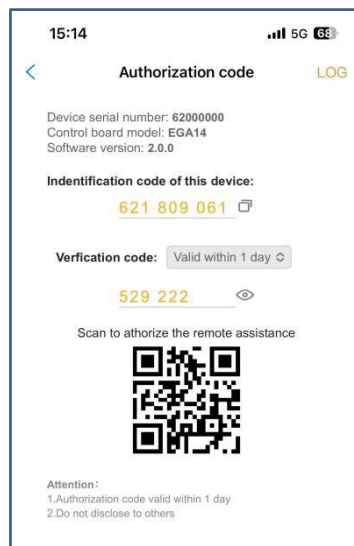 15:14
5G 68
Authorization code
LOG
Device serial number: 62000000
Control board model: EGA14
Software version: 2.0.0
Indentification code of this device:
621 809 061
Verfication code: Valid within 1 day
529 222
Scan to athorize the remote assistance
Attention:
1.Authorization code valid within 1 day
2.Do not disclose to others